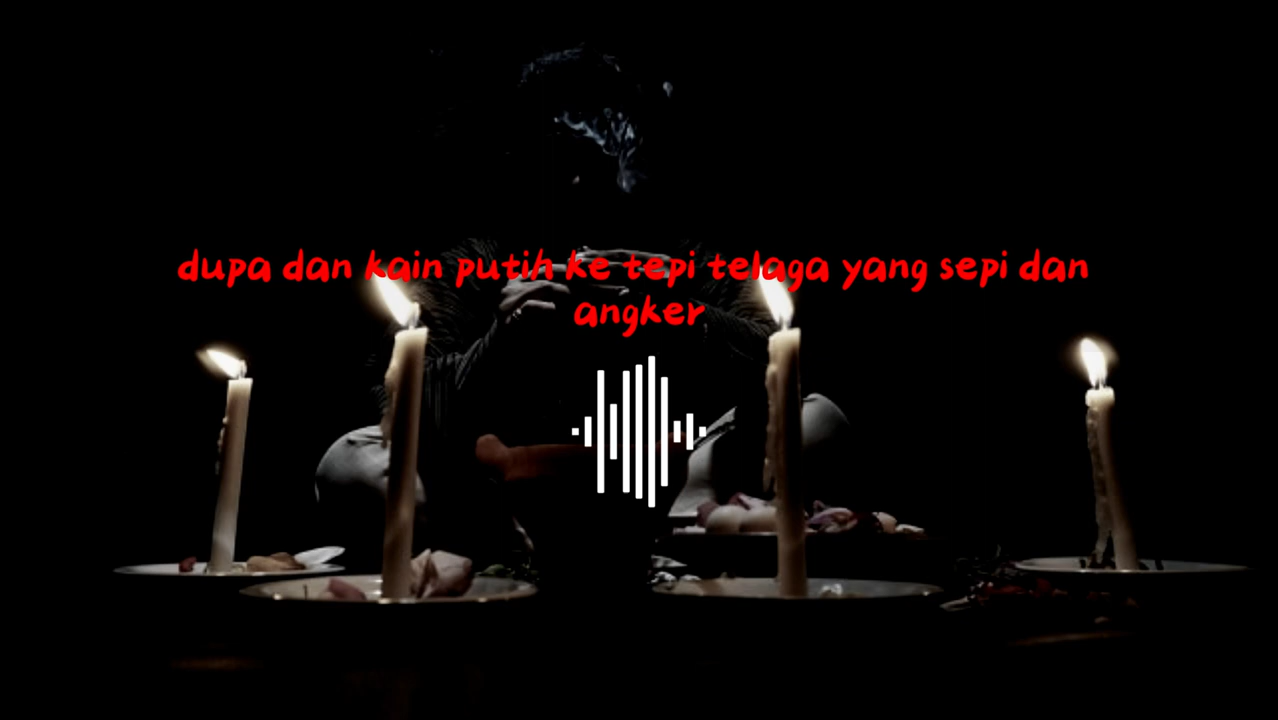 dupa dan kain putih ke tepi telaga yang sepi dan
angker